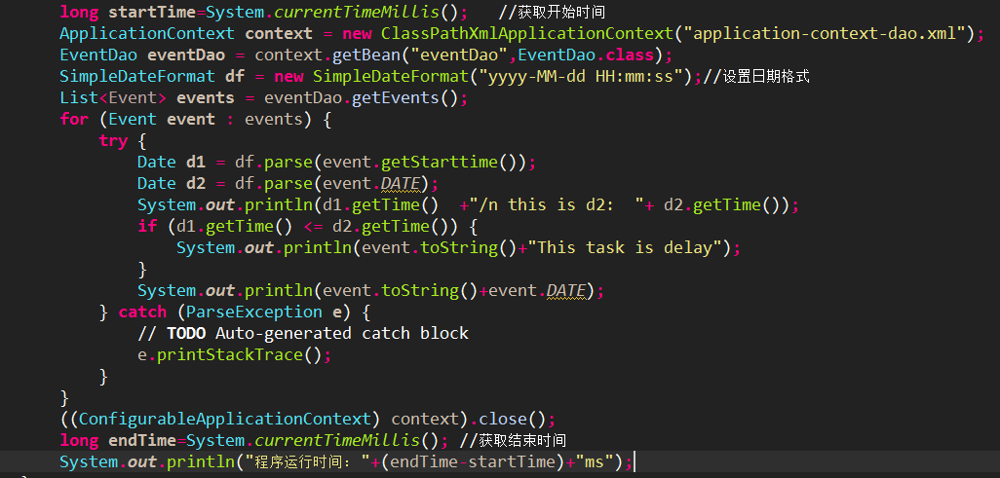 long startTime=System.currentTimeMillis();   //获取开始时间
ApplicationContext context = new ClassPathXmlApplicationContext("application-context-dao.xml");
EventDao eventDao = context.getBean("eventDao",EventDao.class);
SimpleDateFormat df = new SimpleDateFormat("yyyy-MM-dd HH:mm:ss");//设置日期格式
List<Event> events = eventDao.getEvents();
for (Event event : events) {
    try {
        Date d1 = df.parse(event.getStarttime());
        Date d2 = df.parse(event.DATE);
        System.out.println(d1.getTime()  +"/n this is d2:  "+ d2.getTime());
        if (d1.getTime() <= d2.getTime()) {
            System.out.println(event.toString()+"This task is delay");
        }
        System.out.println(event.toString()+event.DATE);
    } catch (ParseException e) {
        // TODO Auto-generated catch block
        e.printStackTrace();
    }
}
((ConfigurableApplicationContext) context).close();
long endTime=System.currentTimeMillis(); //获取结束时间
System.out.println("程序运行时间： "+(endTime-startTime)+"ms");
}